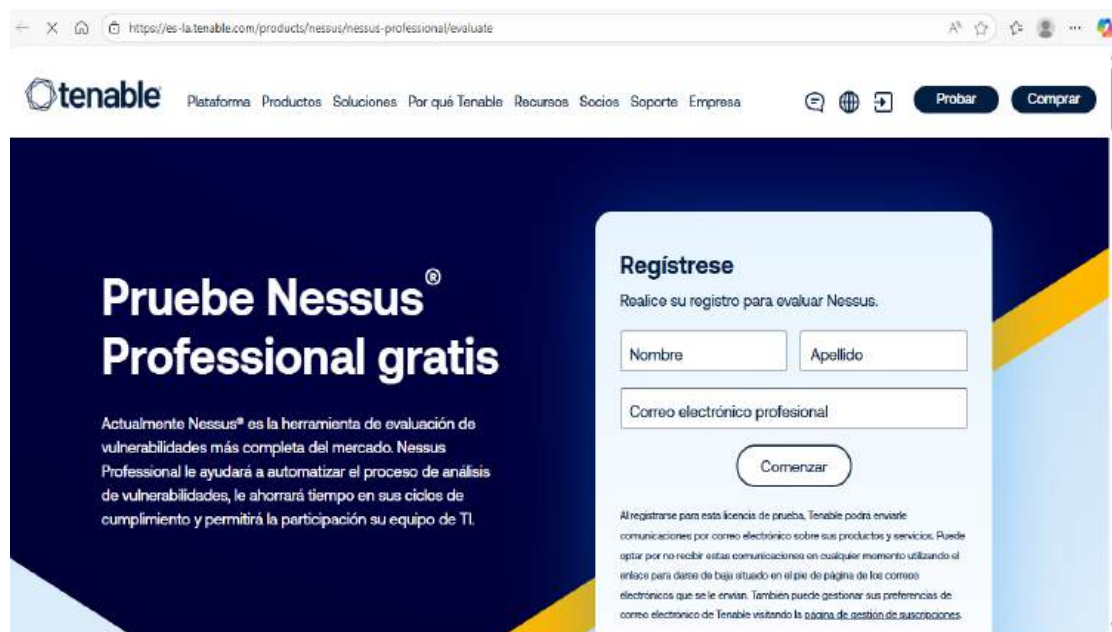 https://es-la.tenable.com/products/nessus/nessus-professional/evaluate
tenable
Plataforma Productos Soluciones Por qué Tenable Recursos Socios Soporte Empresa
Probar
Comprar
Pruebe Nessus®
Professional gratis
Actualmente Nessus® es la herramienta de evaluación de
vulnerabilidades más completa del mercado. Nessus
Professional le ayudará a automatizar el proceso de análisis
de vulnerabilidades, le ahorrará tiempo en sus ciclos de
cumplimiento y permitirá la participación su equipo de TI.
Regístrese
Realice su registro para evaluar Nessus.
Nombre
Apellido
Correo electrónico profesional
Comenzar
Al registrarse para esta licencia de prueba, Tenable podrá enviarle
comunicaciones por correo electrónico sobre sus productos y servicios. Puede
optar por no recibir estas comunicaciones en cualquier momento utilizando el
enlace para darse de baja situado en el pie de página de los correos
electrónicos que se le envían. También puede gestionar sus preferencias de
correo electrónico de Tenable visitando la página de gestión de suscripciones.